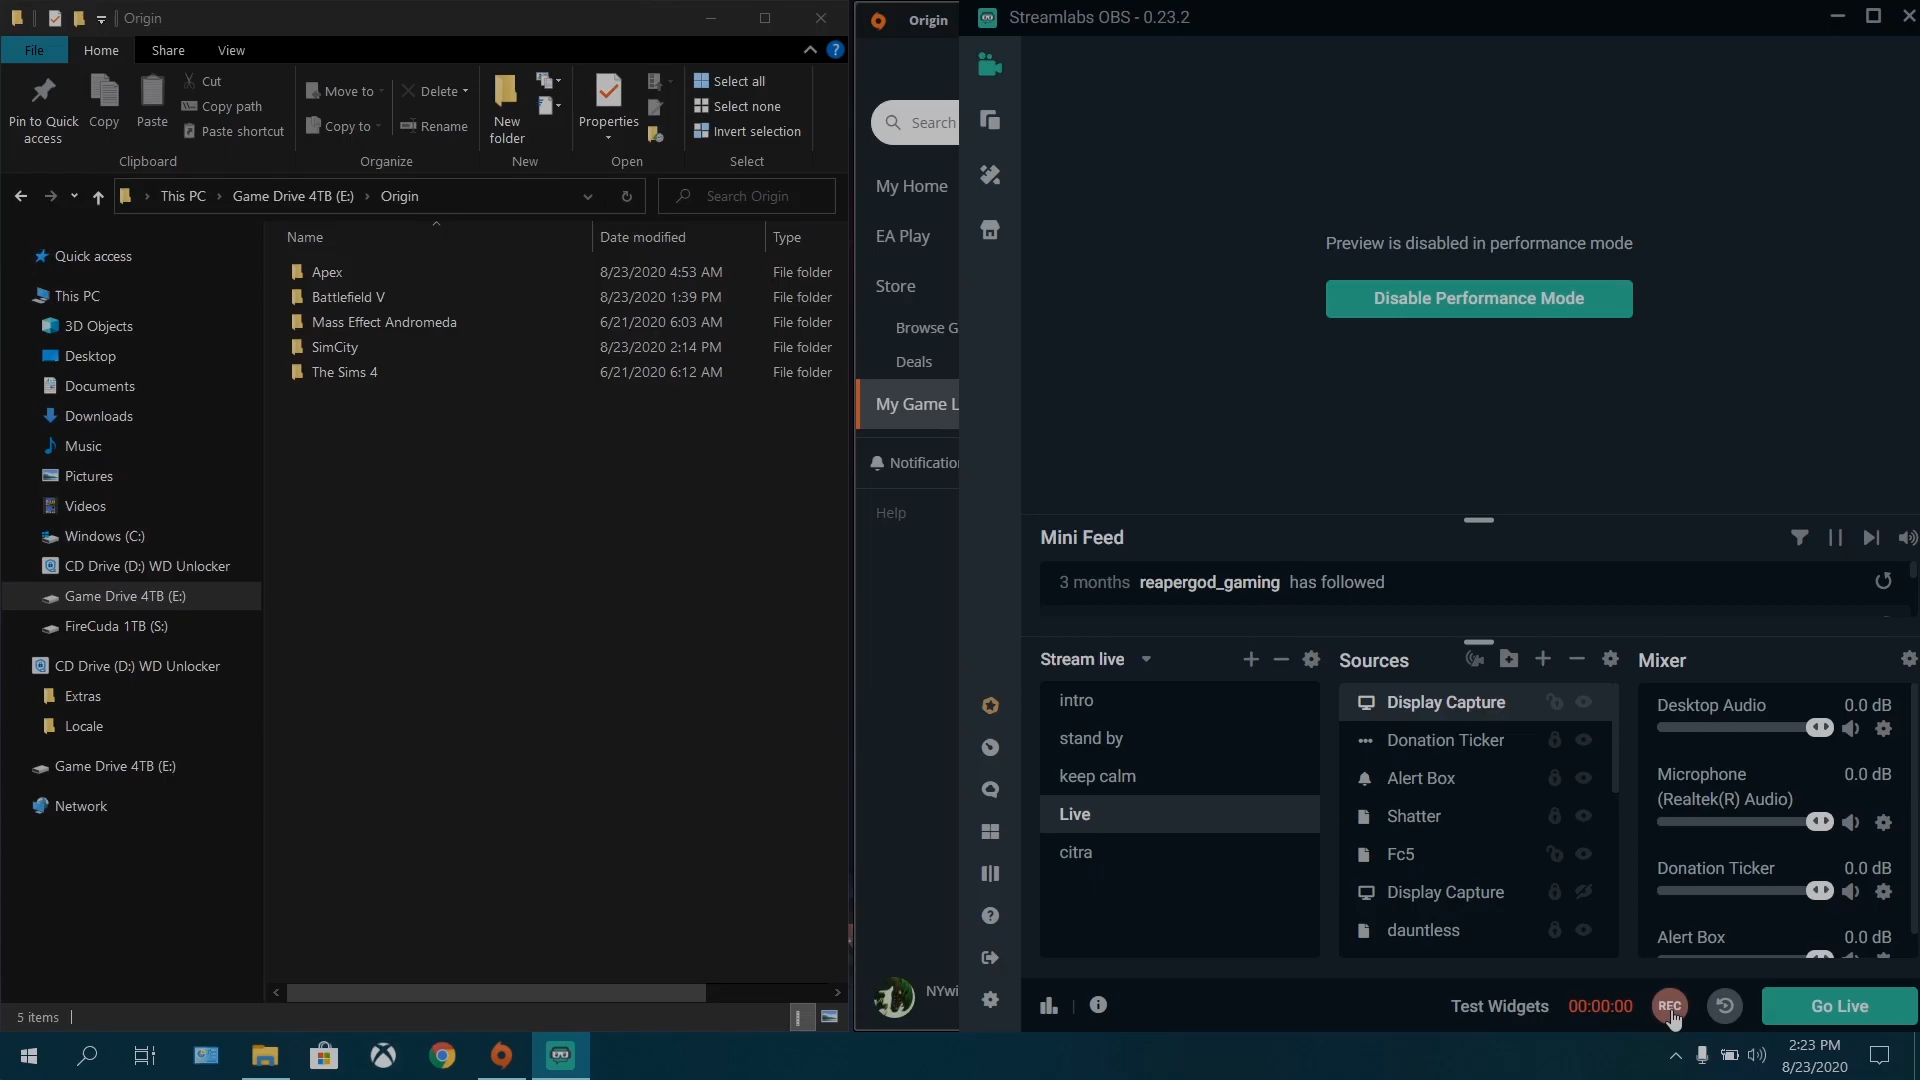 Origin
File
Home
Share
View
Pin to Quick access
Copy
Paste
Cut
Copy path
Paste shortcut
Clipboard
Move to
Copy to
Delete
Rename
Organize
New folder
New
Properties
Open
Select all
Select none
Invert selection
Select
This PC
Game Drive 4TB (E:)
Origin
Search Origin
Quick access
This PC
3D Objects
Desktop
Documents
Downloads
Music
Pictures
Videos
Windows (C:)
CD Drive (D:) WD Unlocker
Game Drive 4TB (E:)
FireCuda 1TB (S:)
CD Drive (D:) WD Unlocker
Extras
Locale
Game Drive 4TB (E:)
Network
Name
Date modified
Type
Apex 8/23/2020 4:53 AM File folder
Battlefield V 8/23/2020 1:39 PM File folder
Mass Effect Andromeda 6/21/2020 6:03 AM File folder
SimCity 8/23/2020 2:14 PM File folder
The Sims 4 6/21/2020 6:12 AM File folder
5 items
Origin
Search
My Home
EA Play
Store
Browse G
Deals
My Game L
Notificatio
Help
NYwi
Streamlabs OBS - 0.23.2
Preview is disabled in performance mode
Disable Performance Mode
Mini Feed
3 months reapergod_gaming has followed
Stream live
intro
stand by
keep calm
Live
citra
Sources
Display Capture
Donation Ticker
Alert Box
Shatter
Fc5
Display Capture
dauntless
Mixer
Desktop Audio 0.0 dB
Microphone 0.0 dB
(Realtek(R) Audio)
Donation Ticker 0.0 dB
Alert Box 0.0 dB
Test Widgets
00:00:00
REC
Go Live
2:23 PM
8/23/2020